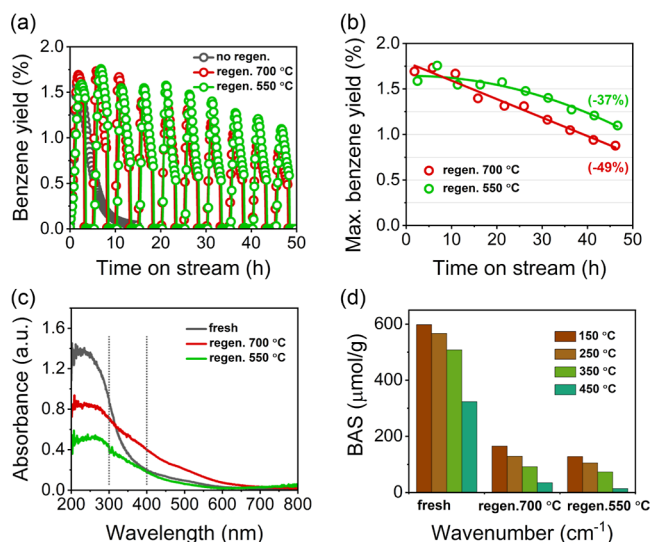 (a)
2.0
1.5
1.0
0.5
0.0
Benzene yield (%)
no regen.
regen. 700 °C
regen. 550 °C
0 10 20 30 40 50
Time on stream (h)
(b)
2.0
1.5
1.0
0.5
0.0
Max. benzene yield (%)
(-37%)
(-49%)
regen. 700 °C
regen. 550 °C
0 10 20 30 40 50
Time on stream (h)
(c)
1.6
1.2
0.8
0.4
0.0
Absorbance (a.u.)
fresh
regen. 700 °C
regen. 550 °C
200 300 400 500 600 700 800
Wavelength (nm)
(d)
600
400
200
0
BAS (μmol/g)
150 °C
250 °C
350 °C
450 °C
fresh regen.700 °C regen.550 °C
Wavenumber (cm⁻¹)